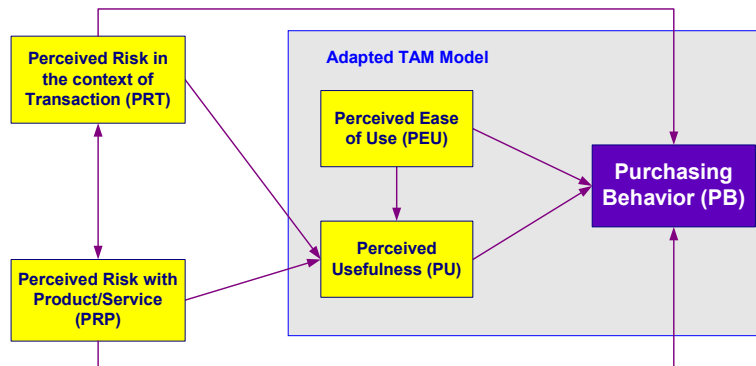 Perceived Risk in
the context of
Transaction (PRT)
Adapted TAM Model
Perceived Ease
of Use (PEU)
Purchasing
Behavior (PB)
Perceived
Usefulness (PU)
Perceived Risk with
Product/Service
(PRP)